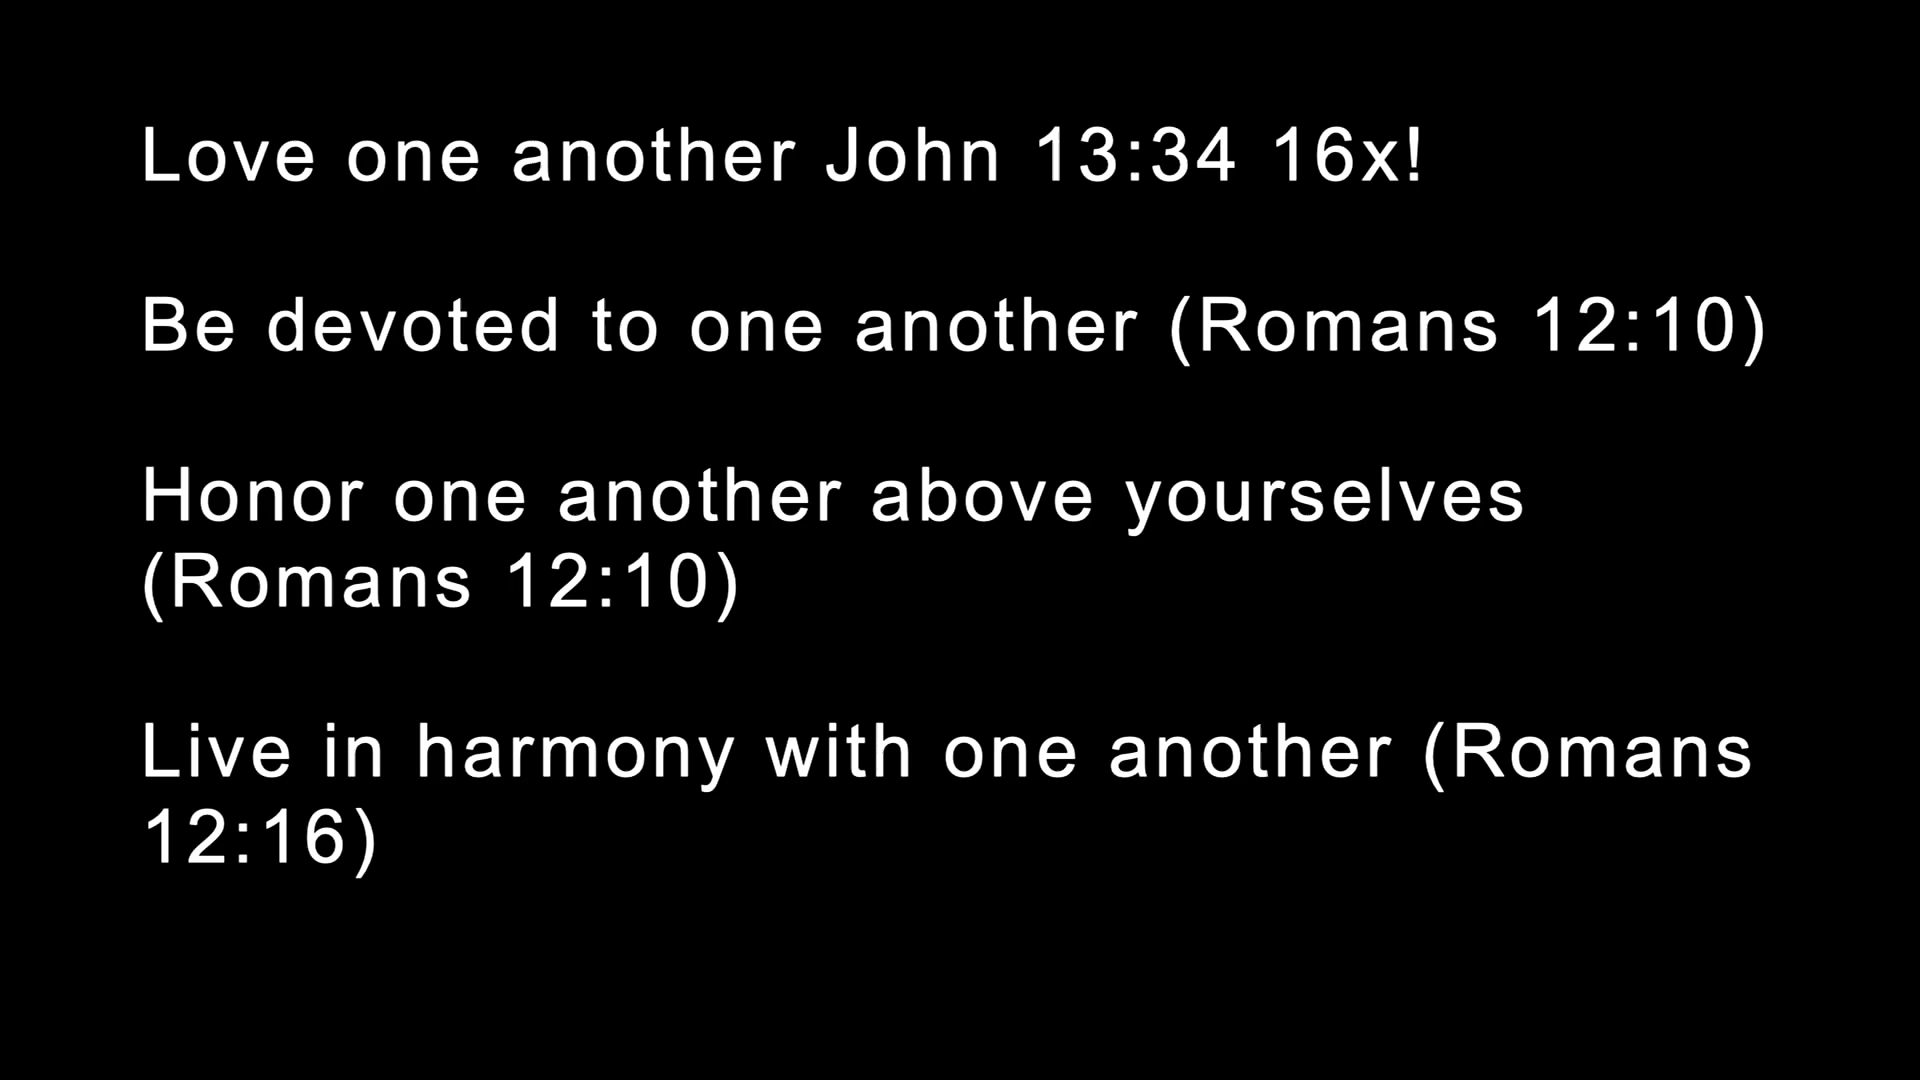 Love one another John 13:34 16x!
Be devoted to one another (Romans 12:10)
Honor one another above yourselves
(Romans 12:10)
Live in harmony with one another (Romans
12:16)